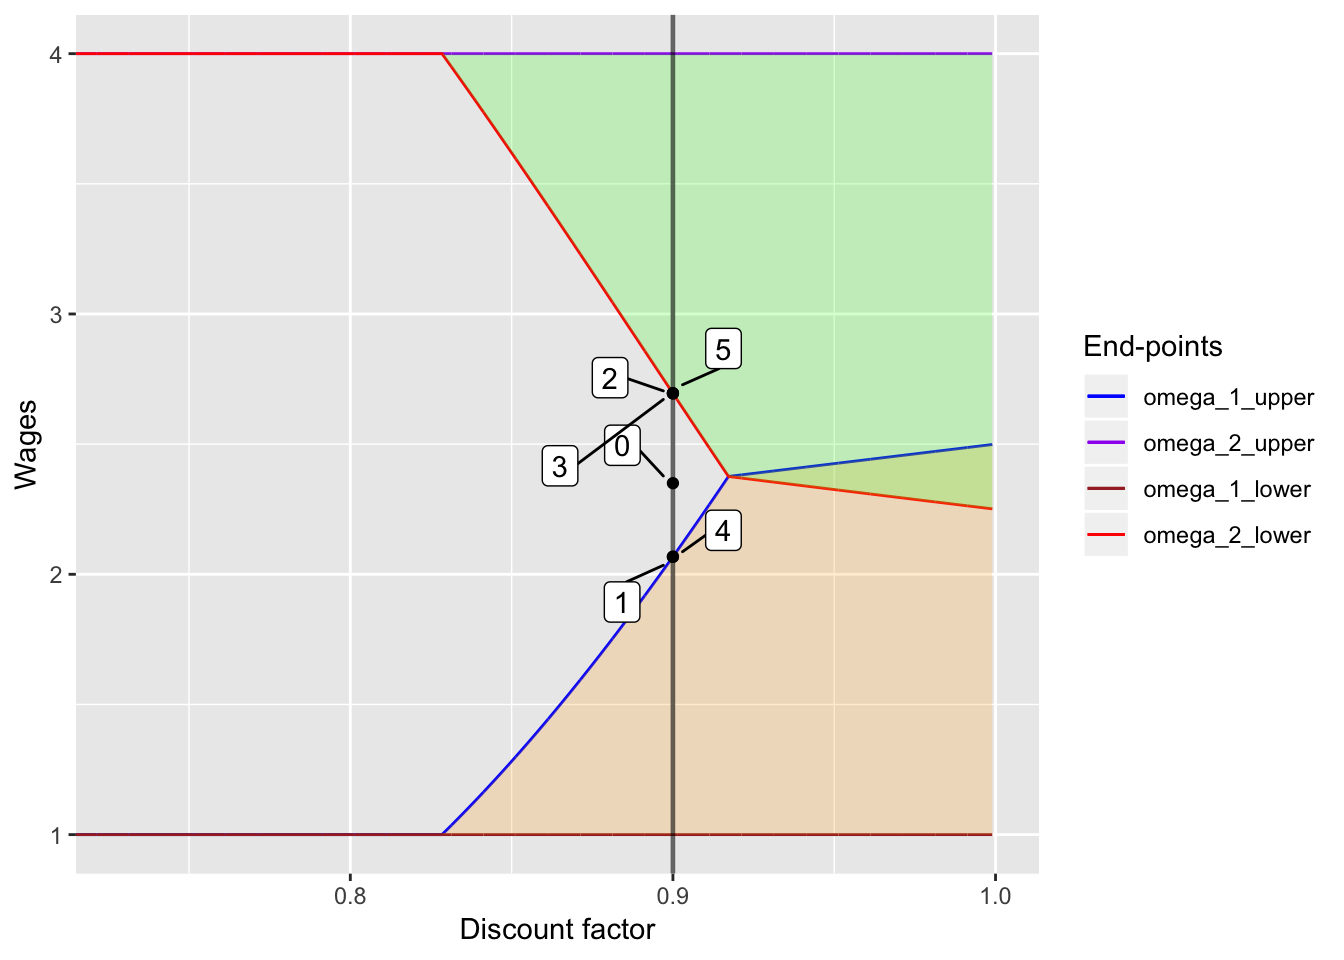 4
3
2
1
Wages
5
2
0
3
4
1
0.8
0.9
1.0
Discount factor
End-points
omega_1_upper
omega_2_upper
omega_1_lower
omega_2_lower